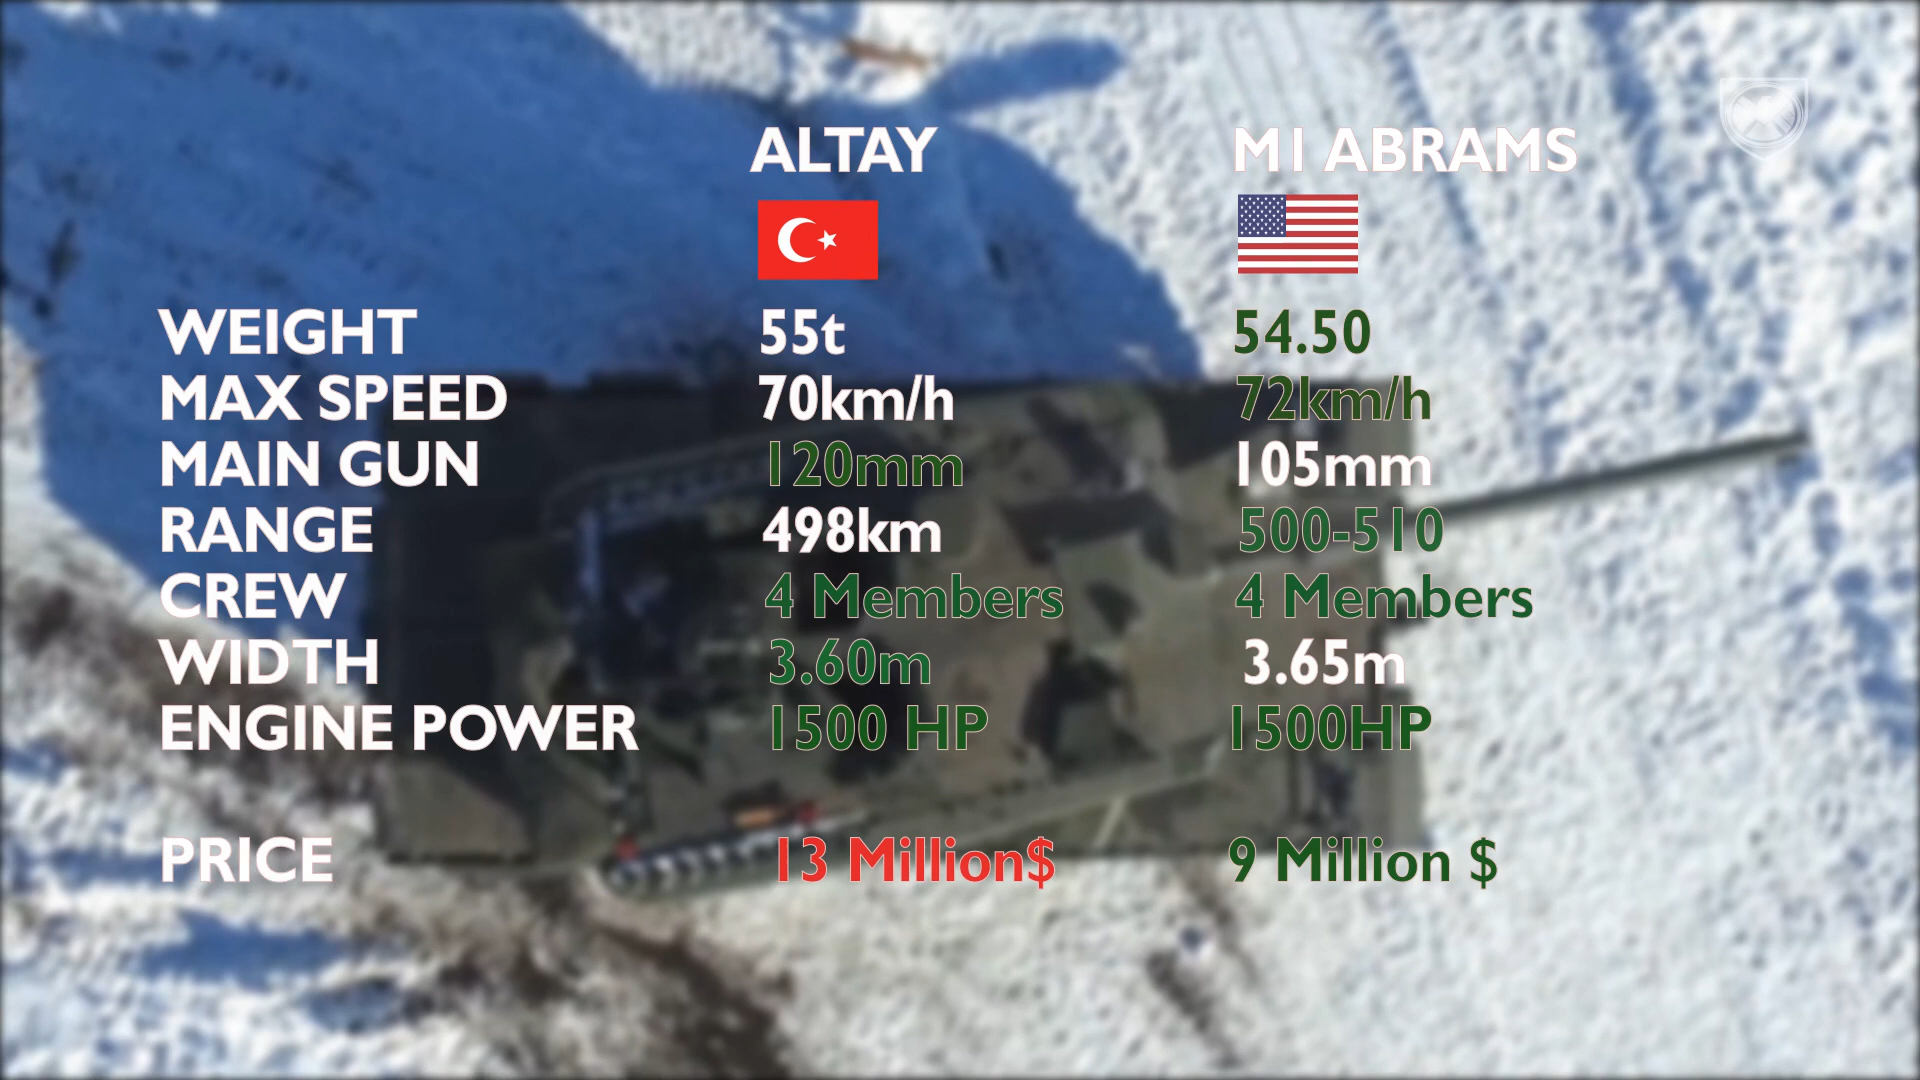 ALTAY M1 ABRAMS
WEIGHT 55t 54.50
MAX SPEED 70km/h 72km/h
MAIN GUN 120mm 105mm
RANGE 498km 500-510
CREW 4 Members 4 Members
WIDTH 3.60m 3.65m
ENGINE POWER 1500 HP 1500HP
PRICE 13 Million$ 9 Million $